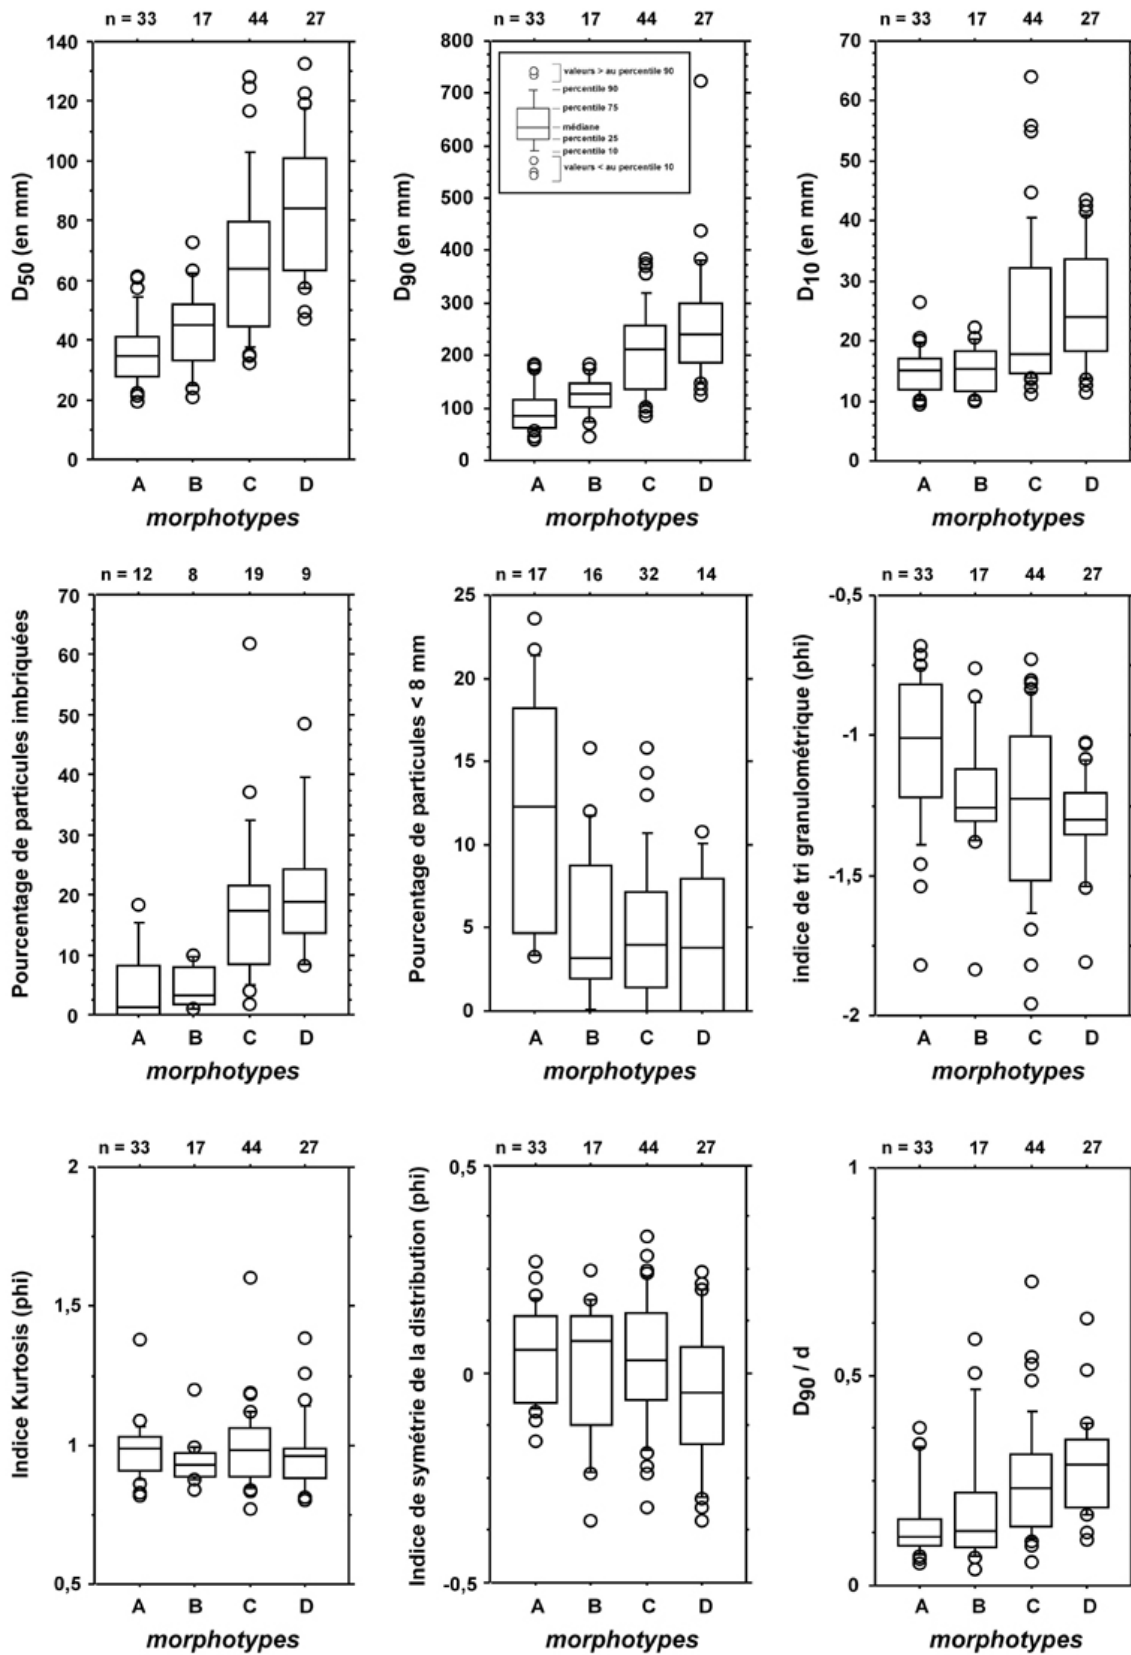 n = 33 17 44 27
D50 (en mm)
140
120
100
80
60
40
20
0
A B C D
morphotypes
n = 33 17 44 27
D90 (en mm)
800
700
600
500
400
300
200
100
0
valeurs > au percentile 90
percentile 90
percentile 75
médiane
percentile 25
percentile 10
valeurs < au percentile 10
A B C D
morphotypes
n = 33 17 44 27
D10 (en mm)
70
60
50
40
30
20
10
0
A B C D
morphotypes
n = 12 8 19 9
Pourcentage de particules imbriquées
70
60
50
40
30
20
10
0
A B C D
morphotypes
n = 17 16 32 14
Pourcentage de particules < 8 mm
25
20
15
10
5
0
A B C D
morphotypes
n = 33 17 44 27
indice de tri granulométrique (phi)
-0,5
-1
-1,5
-2
A B C D
morphotypes
n = 33 17 44 27
Indice Kurtosis (phi)
2
1,5
1
0,5
A B C D
morphotypes
n = 33 17 44 27
Indice de symétrie de la distribution (phi)
0,5
0
-0,5
A B C D
morphotypes
n = 33 17 44 27
D90 / d
1
0,5
0
A B C D
morphotypes